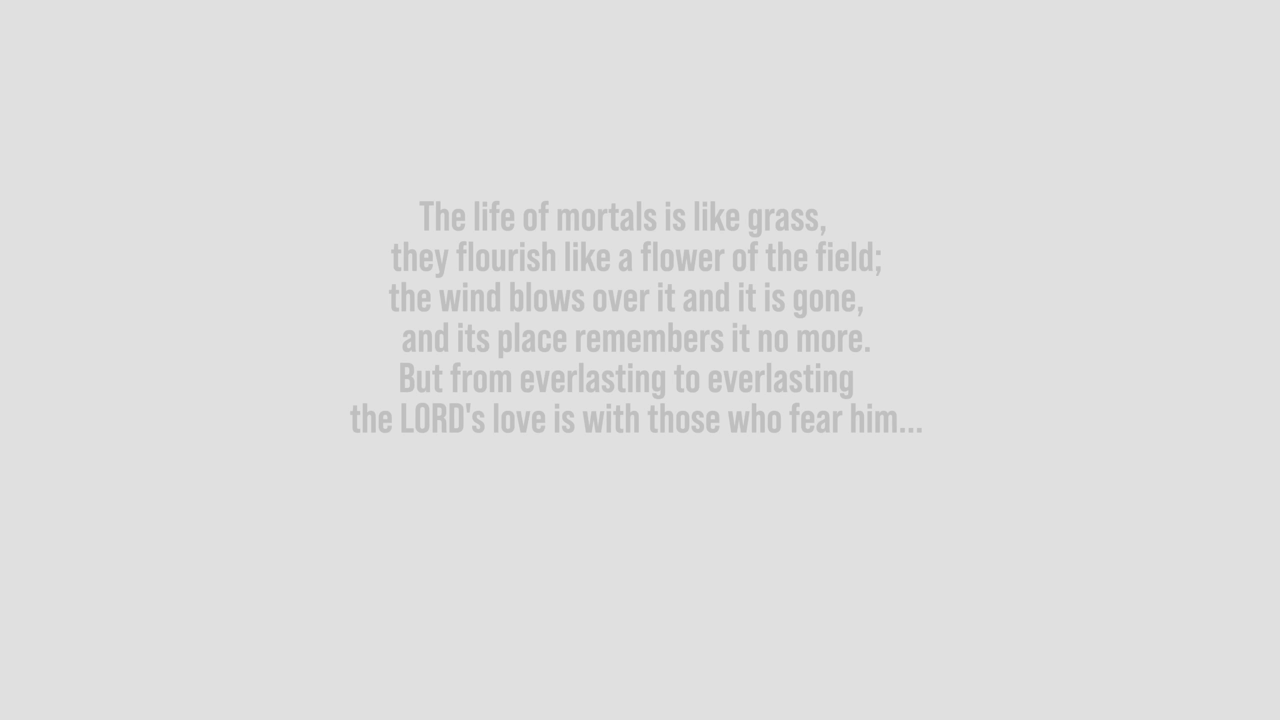 The life of mortals is like grass,
they flourish like a flower of the field;
the wind blows over it and it is gone,
and its place remembers it no more.
But from everlasting to everlasting
the LORD's love is with those who fear him...